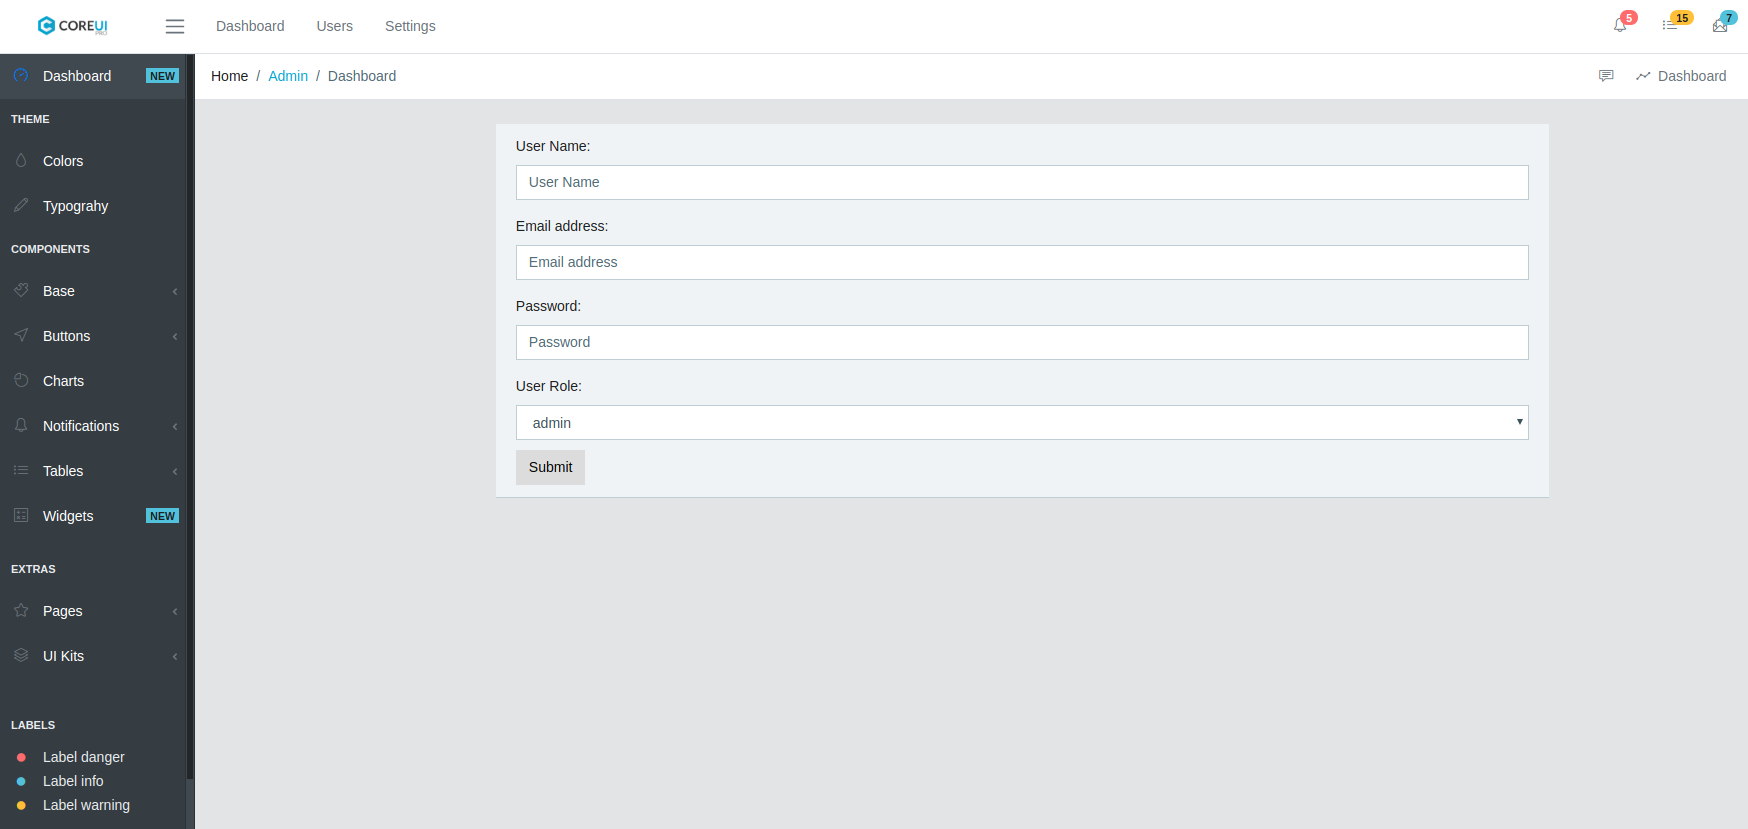 COREUI
PRO
Dashboard Users Settings
5 15 7
Home / Admin / Dashboard
Dashboard
Dashboard NEW
THEME
Colors
Typograhy
COMPONENTS
Base
Buttons
Charts
Notifications
Tables
Widgets NEW
EXTRAS
Pages
UI Kits
LABELS
Label danger
Label info
Label warning
User Name:
User Name
Email address:
Email address
Password:
Password
User Role:
admin
Submit